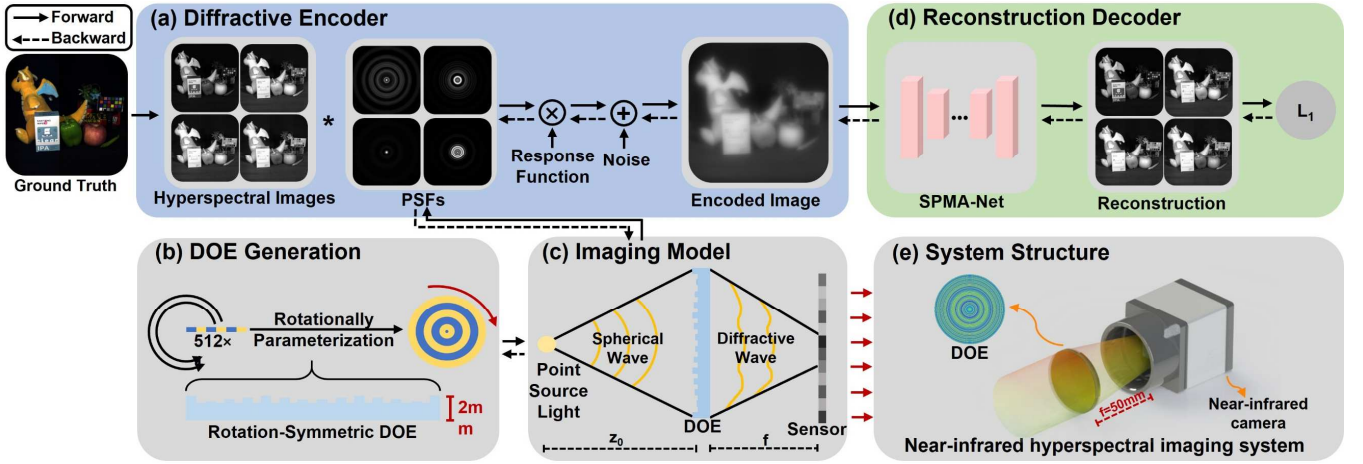 Forward
Backward
Ground Truth
(a) Diffractive Encoder
Hyperspectral Images
*
PSFs
Response
Function
Noise
Encoded Image
(d) Reconstruction Decoder
SPMA-Net
Reconstruction
L1
(b) DOE Generation
512×
Rotationally
Parameterization
2m
m
Rotation-Symmetric DOE
(c) Imaging Model
Spherical
Wave
Diffractive
Wave
Point
Source
Light
DOE
Sensor
z0
f
(e) System Structure
DOE
f=50mm
Near-infrared
camera
Near-infrared hyperspectral imaging system